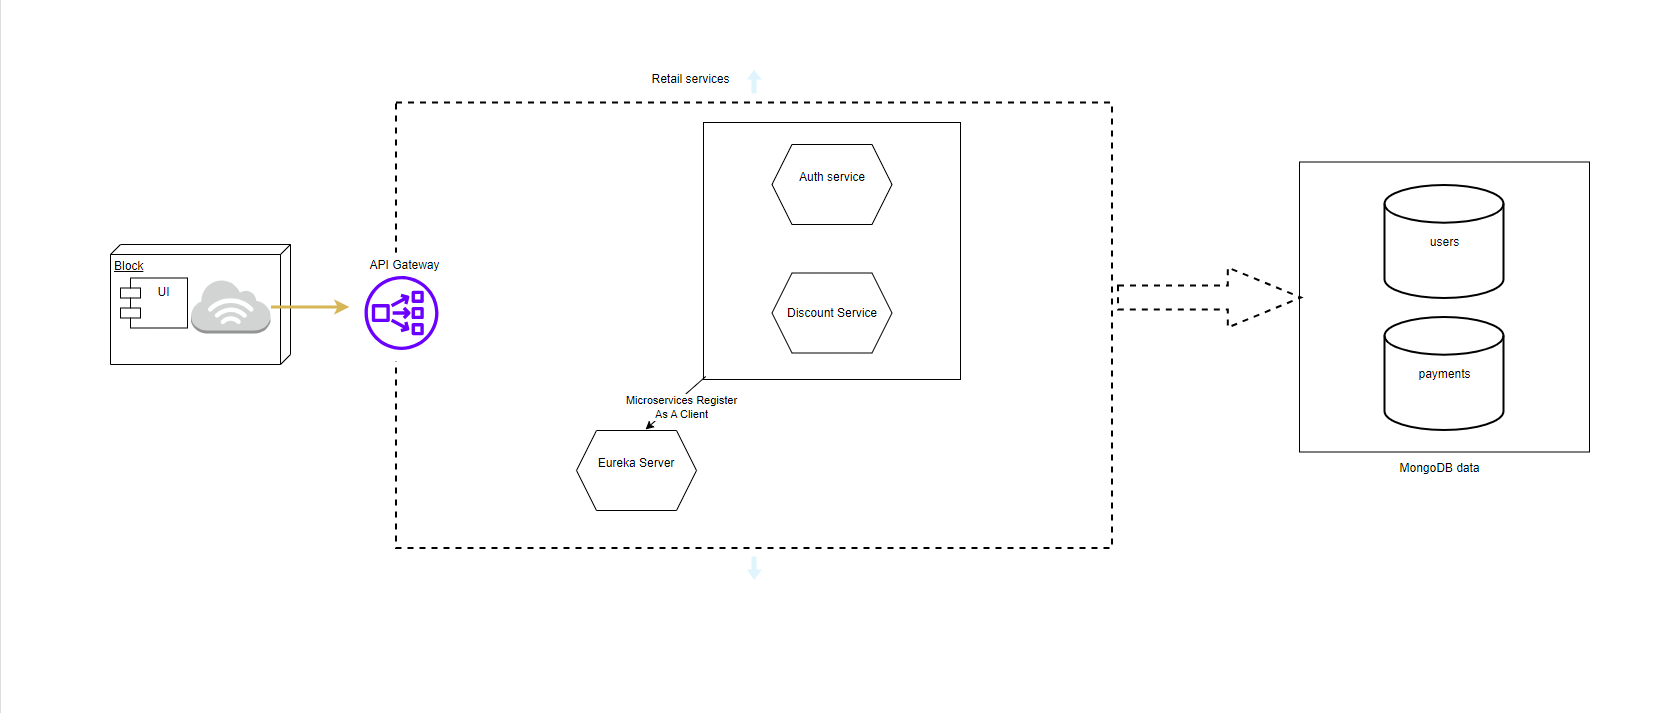 Retail services
Auth service
API Gateway
Block
UI
Discount Service
users
payments
Microservices Register
As A Client
Eureka Server
MongoDB data